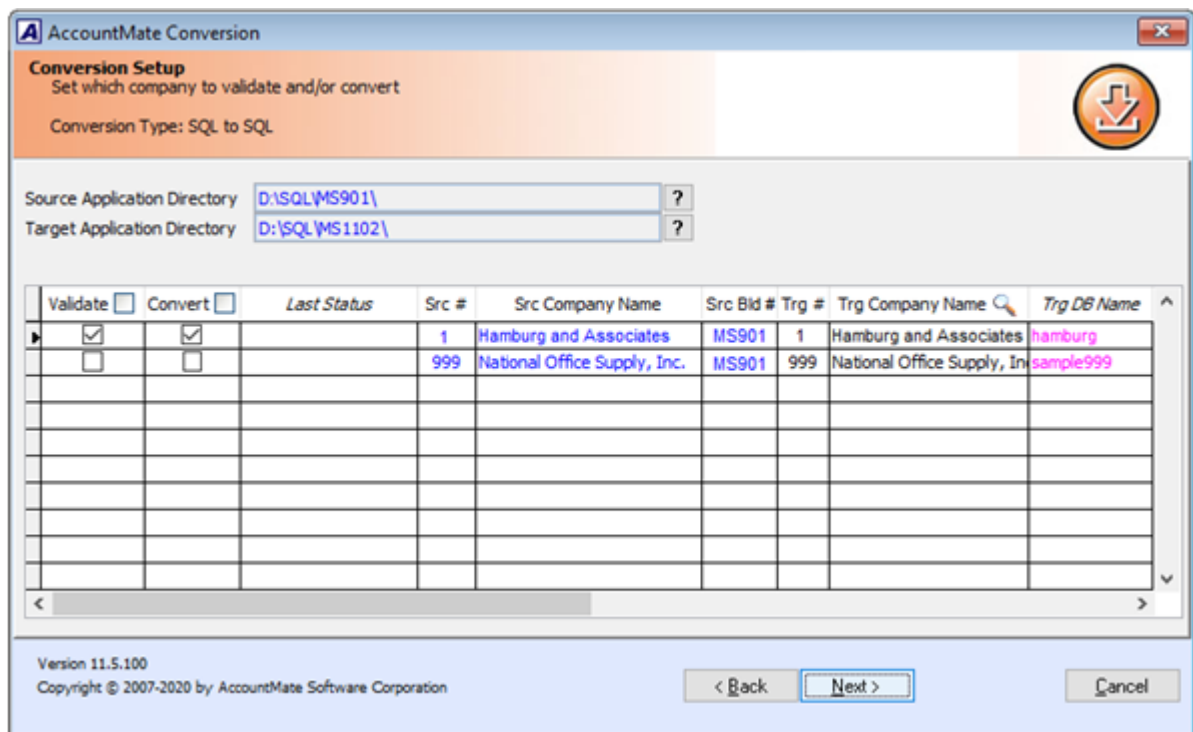 AccountMate Conversion
Conversion Setup
Set which company to validate and/or convert
Conversion Type: SQL to SQL
Source Application Directory D:\SQL\MS901\ ?
Target Application Directory D:\SQL\MS1102\ ?
Validate Convert Last Status Src # Src Company Name Src Bld # Trg # Trg Company Name Trg DB Name
1 Hamburg and Associates MS901 1 Hamburg and Associates hamburg
999 National Office Supply, Inc. MS901 999 National Office Supply, In sample999
Version 11.5.100
Copyright © 2007-2020 by AccountMate Software Corporation
< Back Next > Cancel